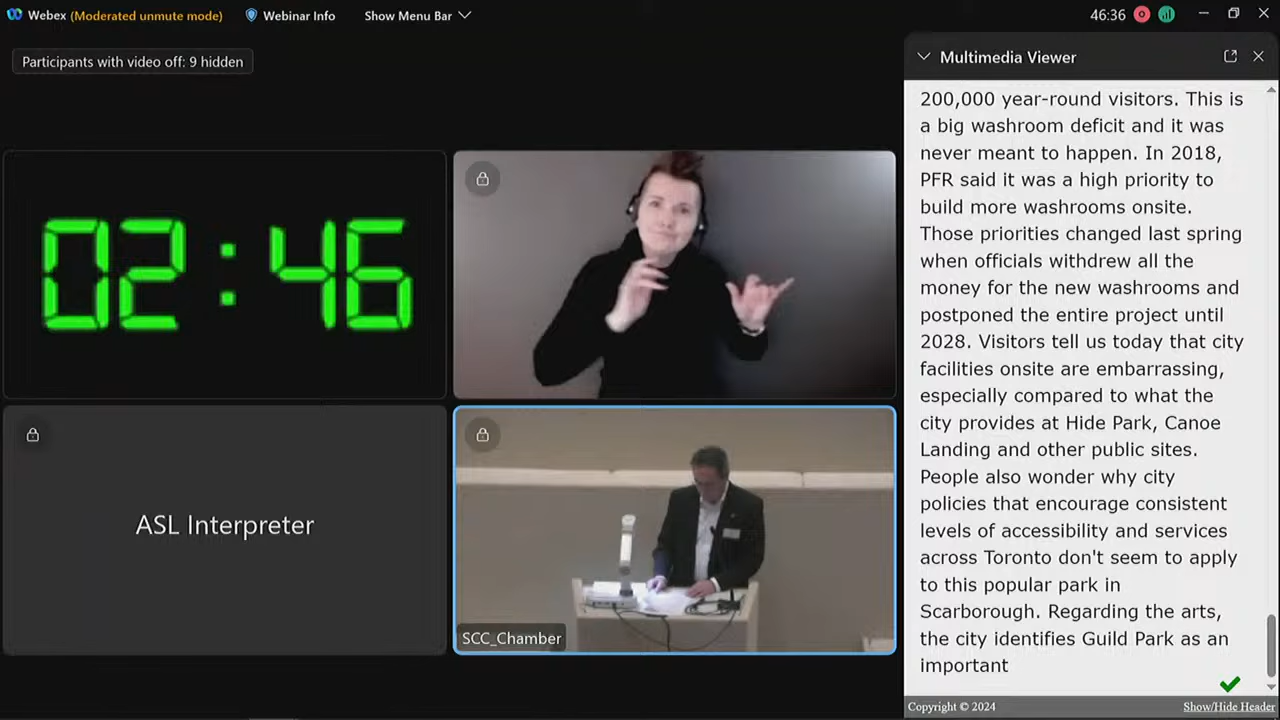 Webex (Moderated unmute mode) Webinar Info Show Menu Bar 46:36
Participants with video off: 9 hidden
02:46
ASL Interpreter
SCC_Chamber
Multimedia Viewer
200,000 year-round visitors. This is
a big washroom deficit and it was
never meant to happen. In 2018,
PFR said it was a high priority to
build more washrooms onsite.
Those priorities changed last spring
when officials withdrew all the
money for the new washrooms and
postponed the entire project until
2028. Visitors tell us today that city
facilities onsite are embarrassing,
especially compared to what the
city provides at Hide Park, Canoe
Landing and other public sites.
People also wonder why city
policies that encourage consistent
levels of accessibility and services
across Toronto don't seem to apply
to this popular park in
Scarborough. Regarding the arts,
the city identifies Guild Park as an
important
Copyright © 2024 Show/Hide Header